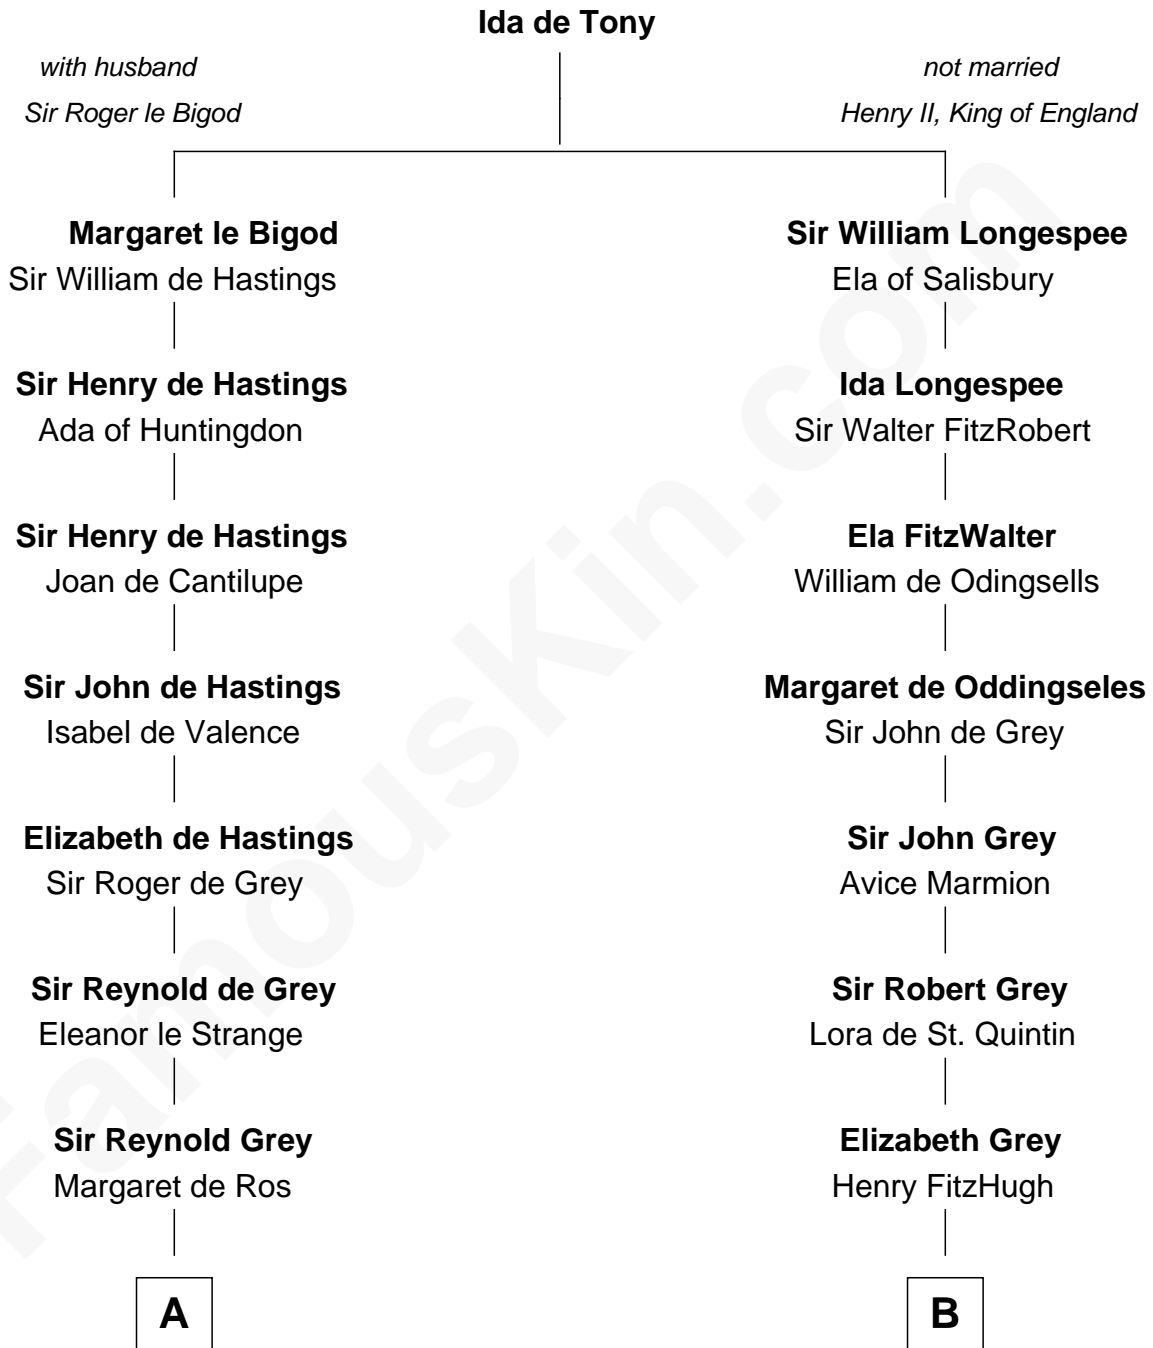 Ida de Tony
with husband
Sir Roger le Bigod
not married
Henry II, King of England
Margaret le Bigod
Sir William de Hastings
Sir William Longespee
Ela of Salisbury
Sir Henry de Hastings
Ada of Huntingdon
Ida Longespee
Sir Walter FitzRobert
Sir Henry de Hastings
Joan de Cantilupe
Ela FitzWalter
William de Odingsells
Sir John de Hastings
Isabel de Valence
Margaret de Oddingseles
Sir John de Grey
Elizabeth de Hastings
Sir Roger de Grey
Sir John Grey
Avice Marmion
Sir Reynold de Grey
Eleanor le Strange
Sir Robert Grey
Lora de St. Quintin
Sir Reynold Grey
Margaret de Ros
Elizabeth Grey
Henry FitzHugh
A
B
FamousKin.com